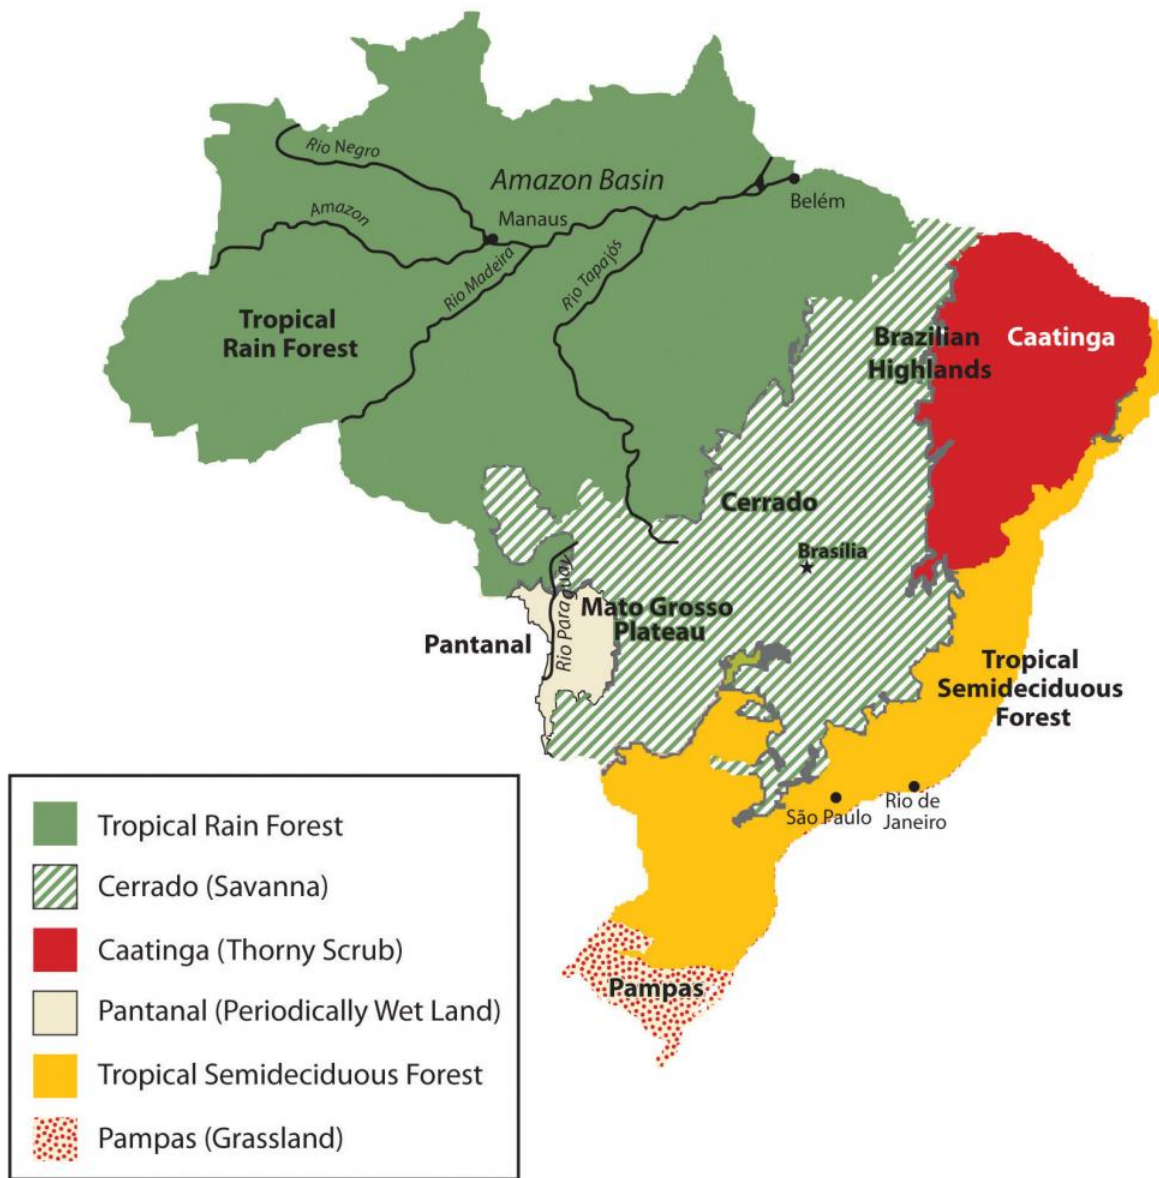 Rio Negro
Amazon Basin
Amazon
Manaus
Belém
Rio Madeira
Rio Tapajós
Tropical
Rain Forest
Brazilian
Highlands
Caatinga
Cerrado
Brasília
Rio Paraguay
Mato Grosso
Plateau
Pantanal
Tropical
Semideciduous
Forest
São Paulo
Rio de
Janeiro
Pampas
Tropical Rain Forest
Cerrado (Savanna)
Caatinga (Thorny Scrub)
Pantanal (Periodically Wet Land)
Tropical Semideciduous Forest
Pampas (Grassland)